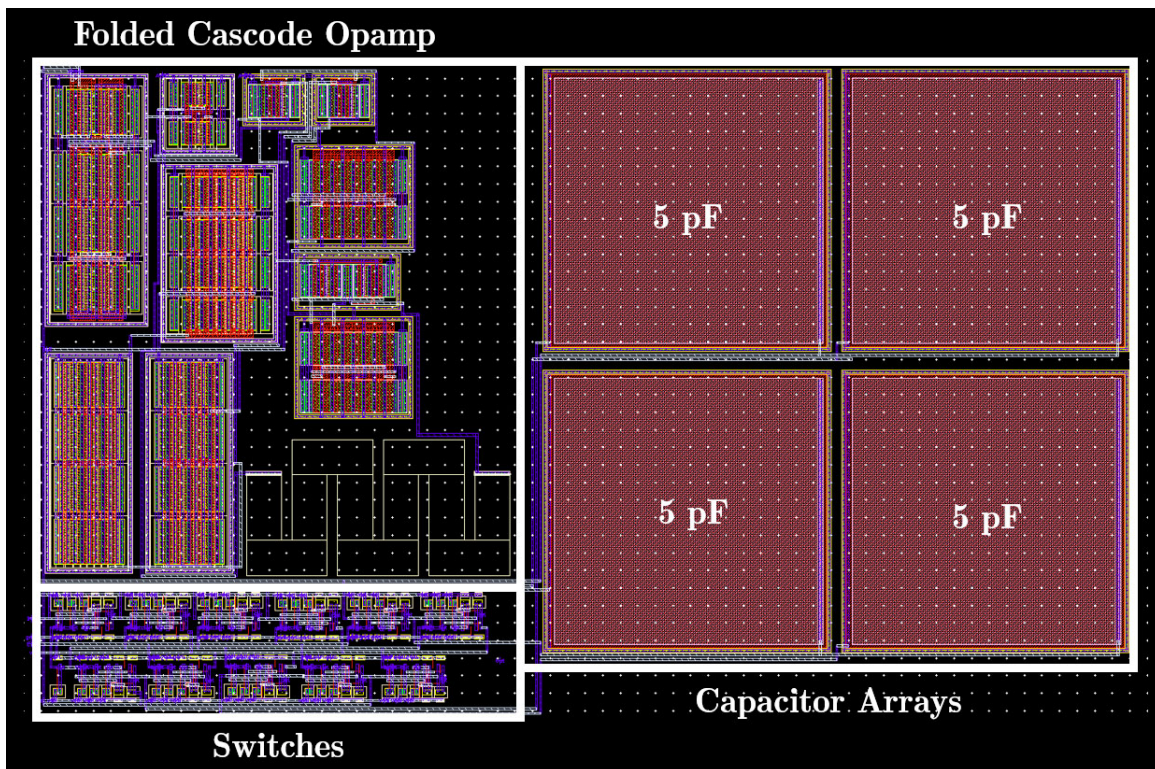 Folded Cascode Opamp
5 pF
5 pF
5 pF
5 pF
Capacitor Arrays
Switches